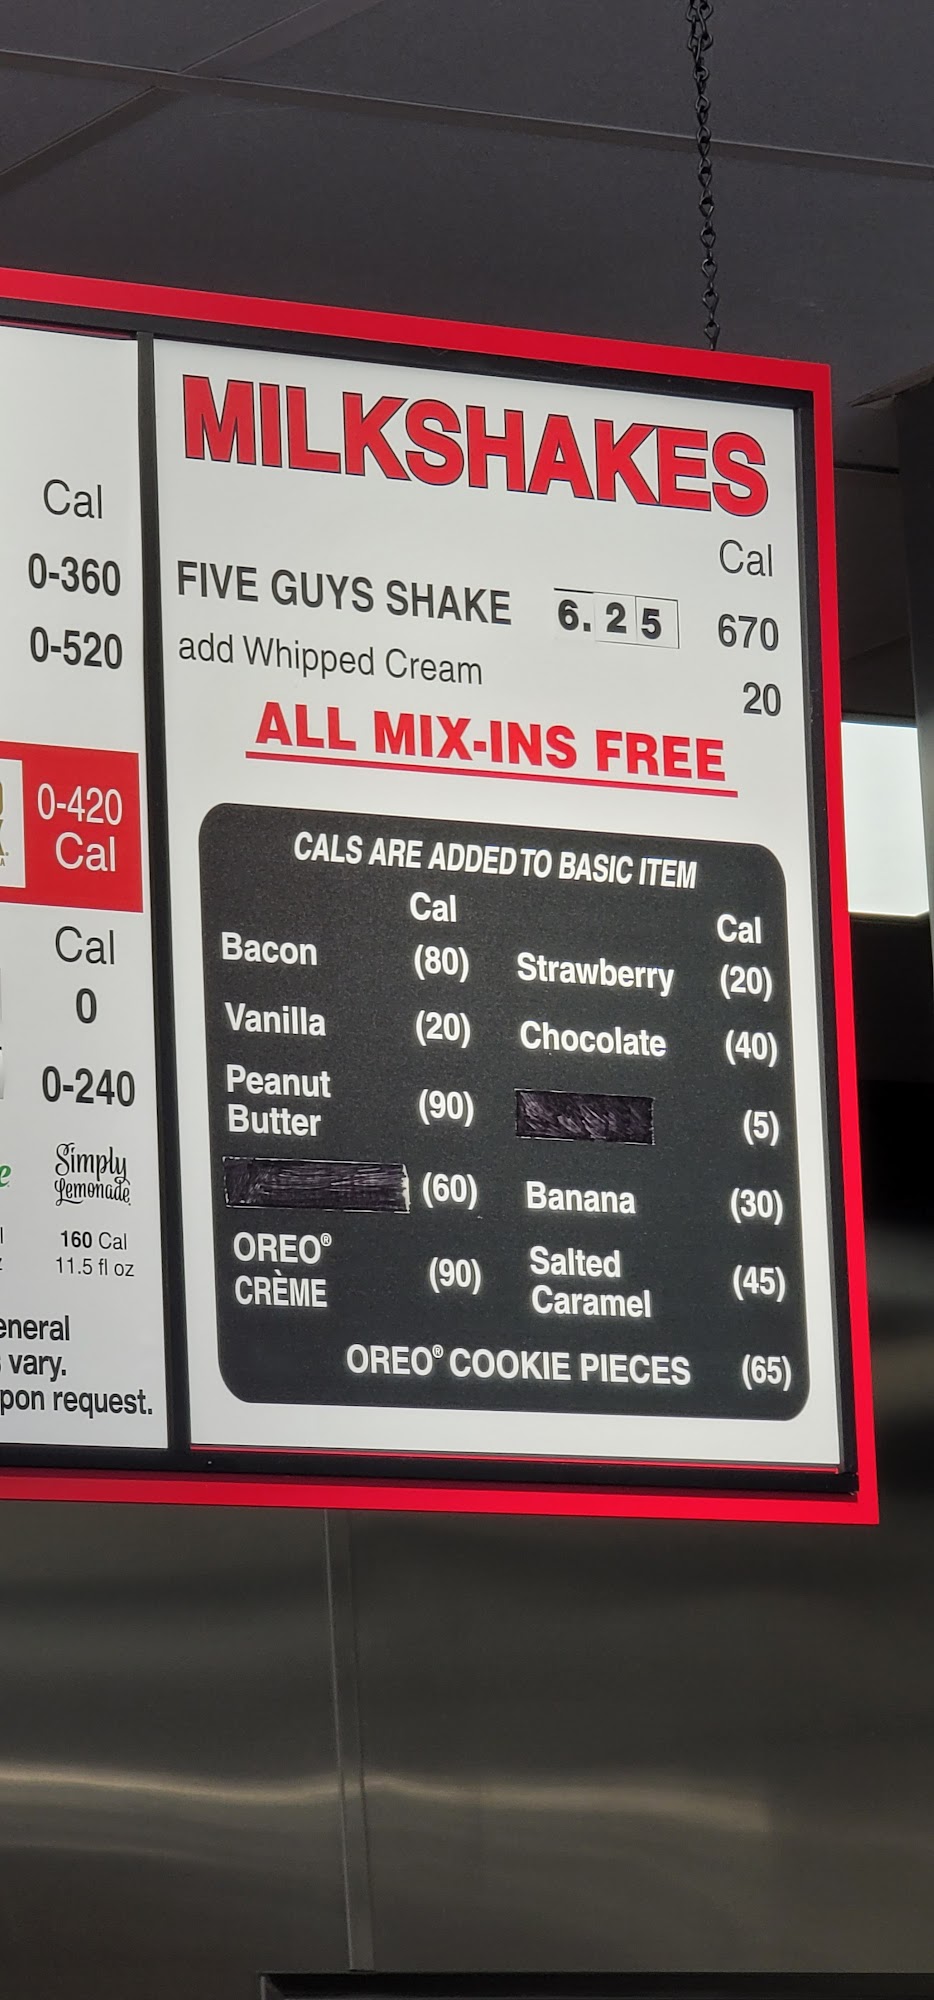 Cal
0-360
0-520
0-420
Cal
Cal
0
0-240
Simply
Lemonade
160 Cal
11.5 fl oz
vary.
pon request.
MILKSHAKES
Cal
FIVE GUYS SHAKE 6.25 670
add Whipped Cream 20
ALL MIX-INS FREE
CALS ARE ADDED TO BASIC ITEM
Cal Cal
Bacon (80) Strawberry (20)
Vanilla (20) Chocolate (40)
Peanut
Butter (90) (5)
(60) Banana (30)
OREO®
CRÈME (90) Salted
Caramel (45)
OREO® COOKIE PIECES (65)